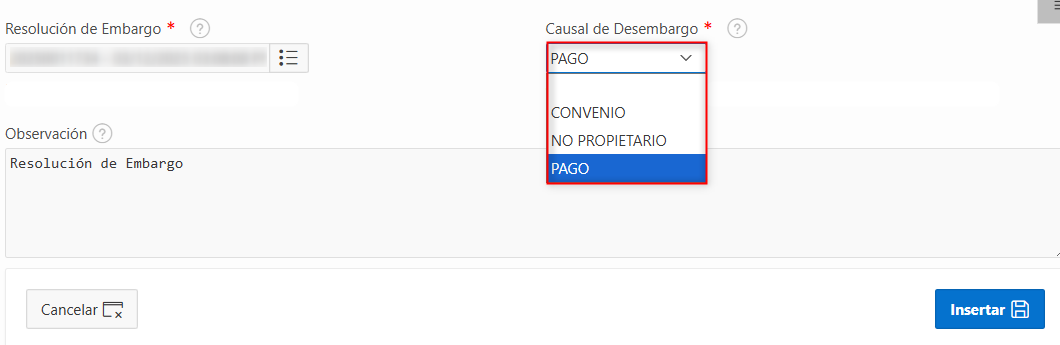 Resolución de Embargo *
Causal de Desembargo *
PAGO
CONVENIO
NO PROPIETARIO
PAGO
Observación
Resolución de Embargo
Cancelar
Insertar